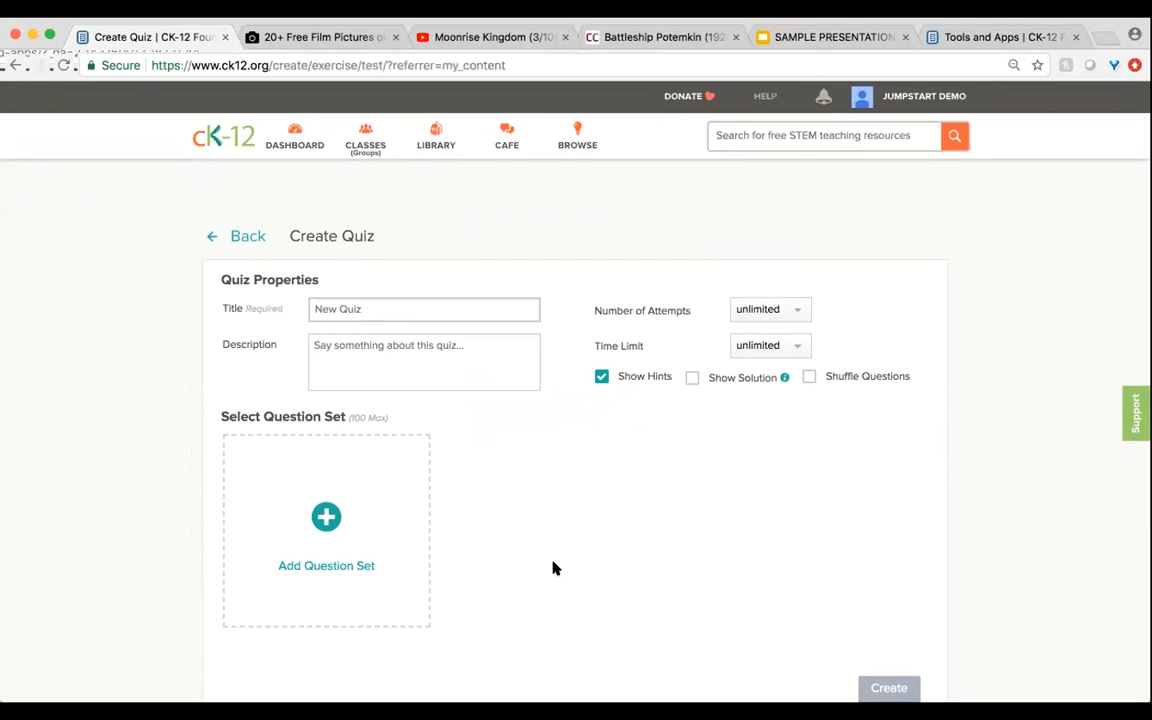 Create Quiz | CK-12 Foun
20+ Free Film Pictures o
Moonrise Kingdom (3/10)
CC Battleship Potemkin (192
SAMPLE PRESENTATION
Tools and Apps | CK-12 F
Secure https://www.ck12.org/create/exercise/test/?referrer=my_content
DONATE HELP JUMPSTART DEMO
cK-12 DASHBOARD CLASSES LIBRARY CAFE BROWSE
(Groups)
Search for free STEM teaching resources
← Back Create Quiz
Quiz Properties
Title Required New Quiz
Number of Attempts unlimited
Description Say something about this quiz...
Time Limit unlimited
Show Hints Show Solution i Shuffle Questions
Select Question Set (100 Max)
Support
Add Question Set
Create